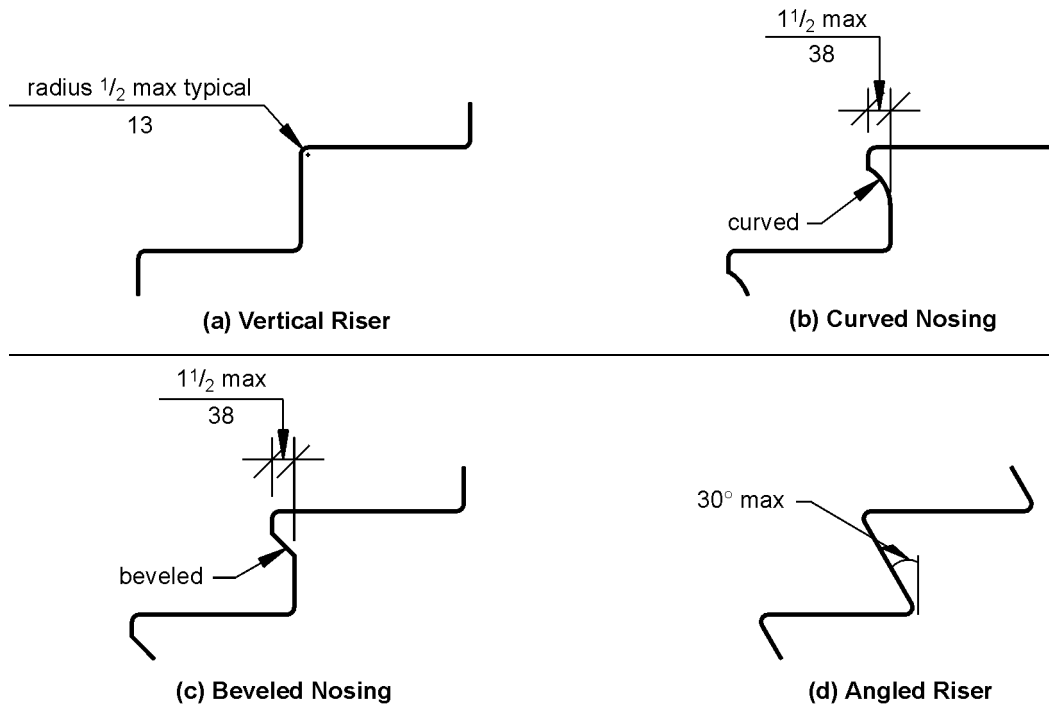 radius 1/2 max typical
13
(a) Vertical Riser
1 1/2 max
38
curved
(b) Curved Nosing
1 1/2 max
38
beveled
(c) Beveled Nosing
30° max
(d) Angled Riser